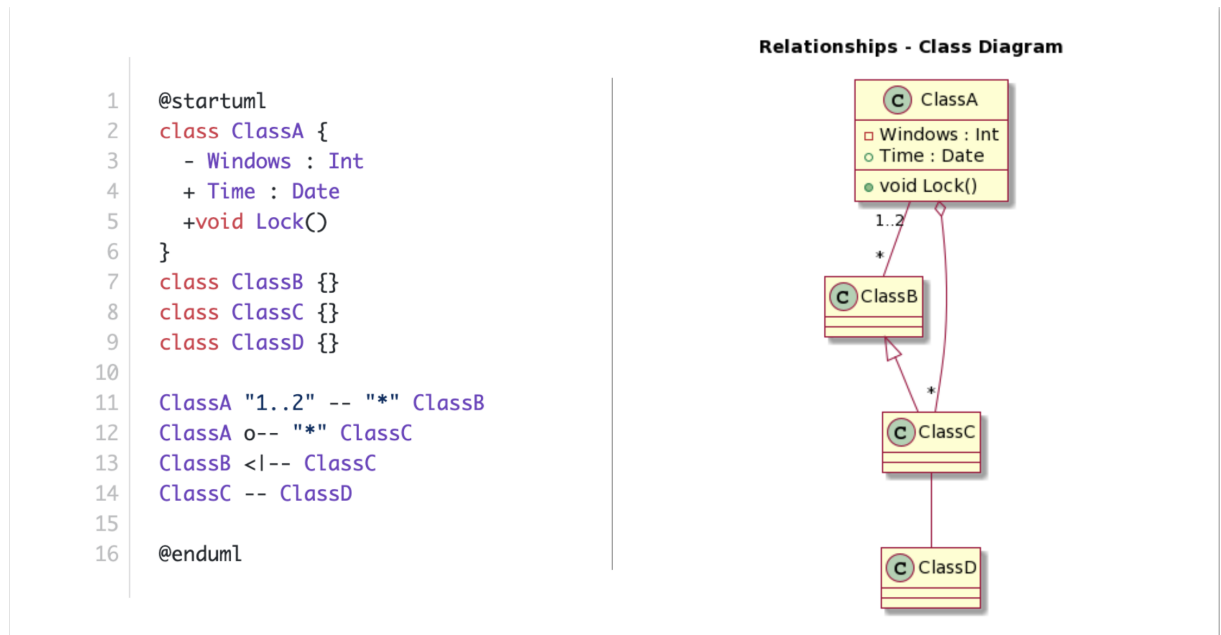 1 @startuml
2 class ClassA {
3 - Windows : Int
4 + Time : Date
5 +void Lock()
6 }
7 class ClassB {}
8 class ClassC {}
9 class ClassD {}
10
11 ClassA "1..2" -- "*" ClassB
12 ClassA o-- "*" ClassC
13 ClassB <|-- ClassC
14 ClassC -- ClassD
15
16 @enduml
Relationships - Class Diagram
C ClassA
Windows : Int
Time : Date
void Lock()
1..2
*
C ClassB
*
C ClassC
C ClassD